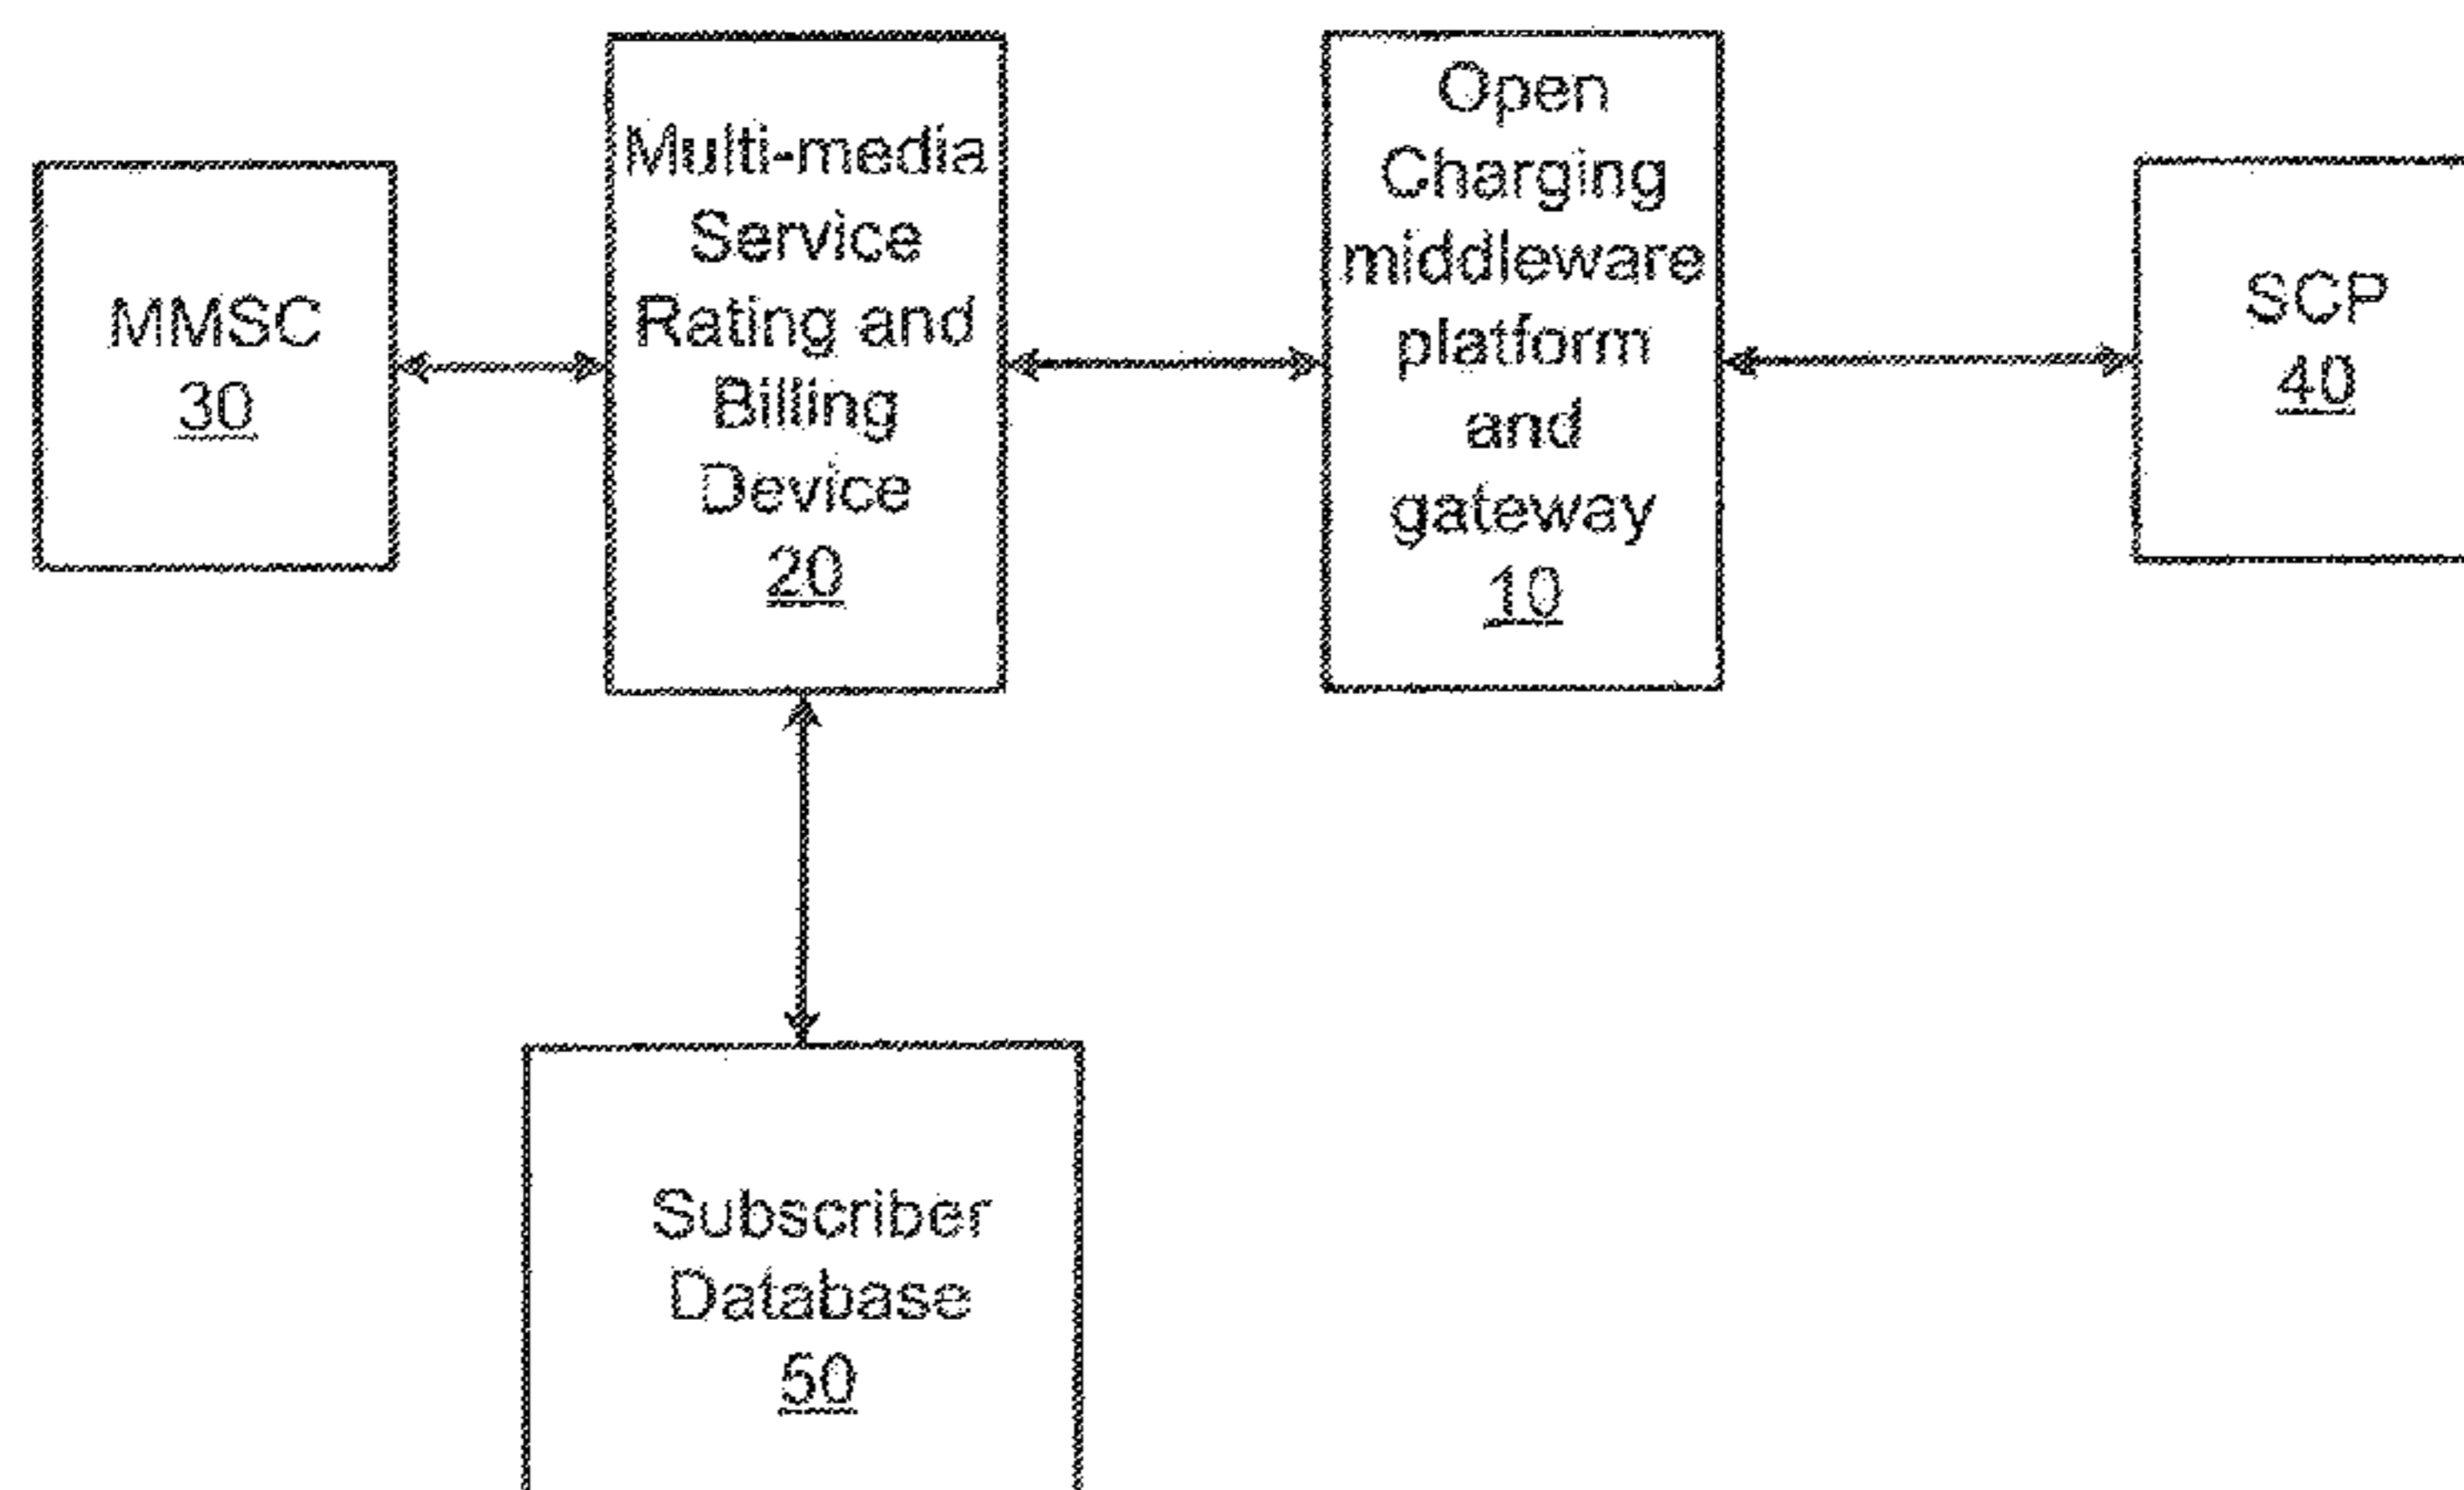 MMSC
30
Multi-media
Service
Rating and
Billing
Device
20
Open
Charging
middleware
platform
and
gateway
10
SCP
40
Subscriber
Database
50